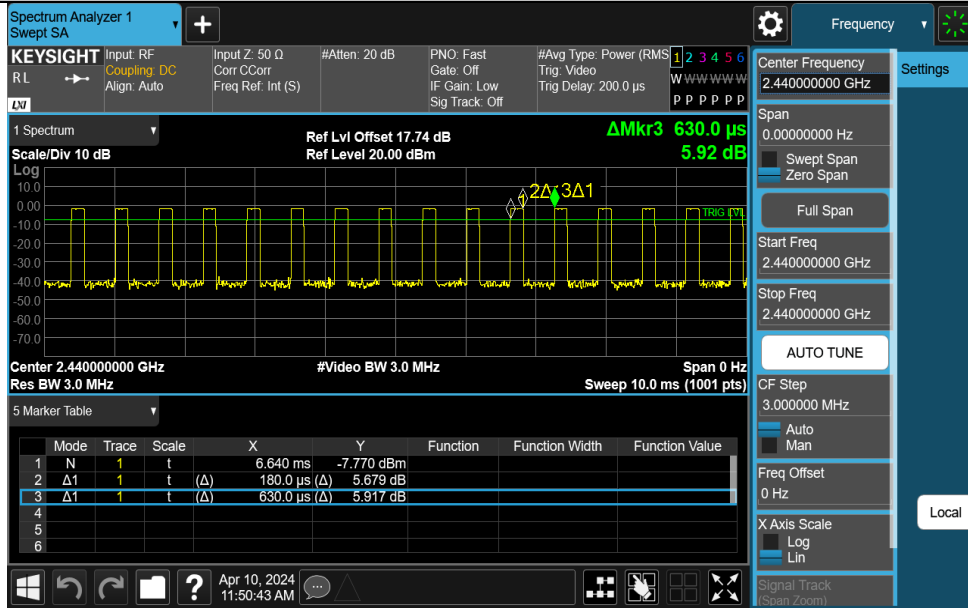 Spectrum Analyzer 1
Swept SA
Frequency
KEYSIGHT
RL
LXI
Input: RF
Coupling: DC
Align: Auto
Input Z: 50 Ω
Corr CCorr
Freq Ref: Int (S)
#Atten: 20 dB
PNO: Fast
Gate: Off
IF Gain: Low
Sig Track: Off
#Avg Type: Power (RMS
Trig: Video
Trig Delay: 200.0 µs
1 2 3 4 5 6
W W W W W W
P P P P P P
1 Spectrum
Scale/Div 10 dB
Ref Lvl Offset 17.74 dB
Ref Level 20.00 dBm
ΔMkr3 630.0 µs
5.92 dB
Log
10.0
0.00
-10.0
-20.0
-30.0
-40.0
-50.0
-60.0
-70.0
2Δ 3Δ1
TRIG LVL
Center 2.440000000 GHz
Res BW 3.0 MHz
#Video BW 3.0 MHz
Span 0 Hz
Sweep 10.0 ms (1001 pts)
5 Marker Table
Mode Trace Scale X Y Function Function Width Function Value
1 N 1 t 6.640 ms -7.770 dBm
2 Δ1 1 t (Δ) 180.0 µs (Δ) 5.679 dB
3 Δ1 1 t (Δ) 630.0 µs (Δ) 5.917 dB
4
5
6
Apr 10, 2024
11:50:43 AM
Center Frequency
2.440000000 GHz
Span
0.00000000 Hz
Swept Span
Zero Span
Full Span
Start Freq
2.440000000 GHz
Stop Freq
2.440000000 GHz
AUTO TUNE
CF Step
3.000000 MHz
Auto
Man
Freq Offset
0 Hz
X Axis Scale
Log
Lin
Signal Track
(Span Zoom)
Settings
Local